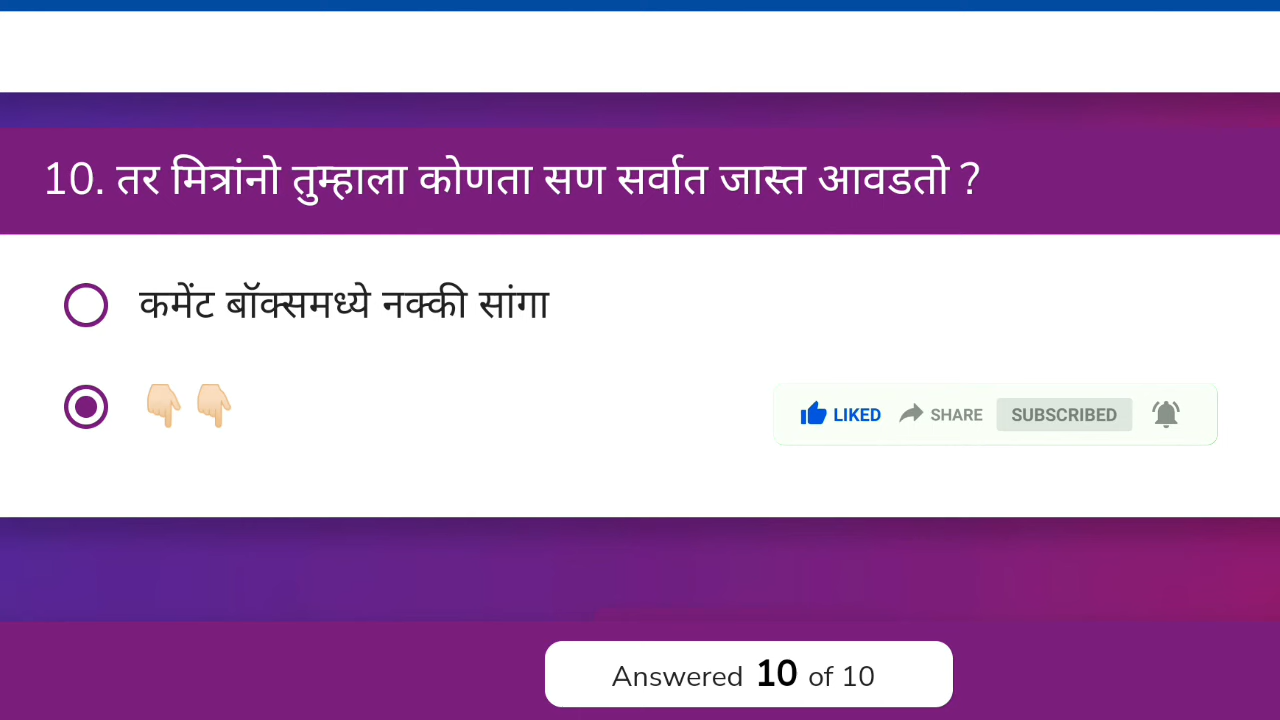 10. तर मित्रांनो तुम्हाला कोणता सण सर्वात जास्त आवडतो ?
कमेंट बॉक्समध्ये नक्की सांगा
👇🏻👇🏻
LIKED SHARE SUBSCRIBED
Answered 10 of 10